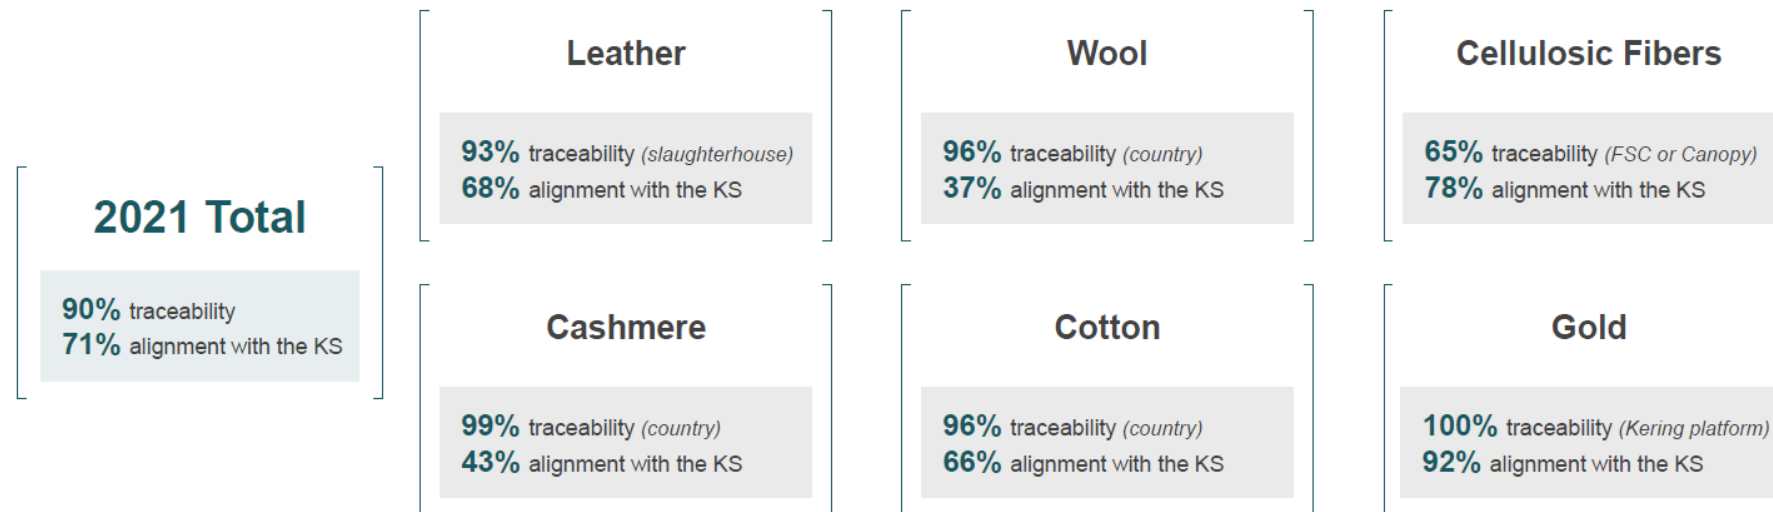 2021 Total
90% traceability
71% alignment with the KS
Leather
93% traceability (slaughterhouse)
68% alignment with the KS
Wool
96% traceability (country)
37% alignment with the KS
Cellulosic Fibers
65% traceability (FSC or Canopy)
78% alignment with the KS
Cashmere
99% traceability (country)
43% alignment with the KS
Cotton
96% traceability (country)
66% alignment with the KS
Gold
100% traceability (Kering platform)
92% alignment with the KS